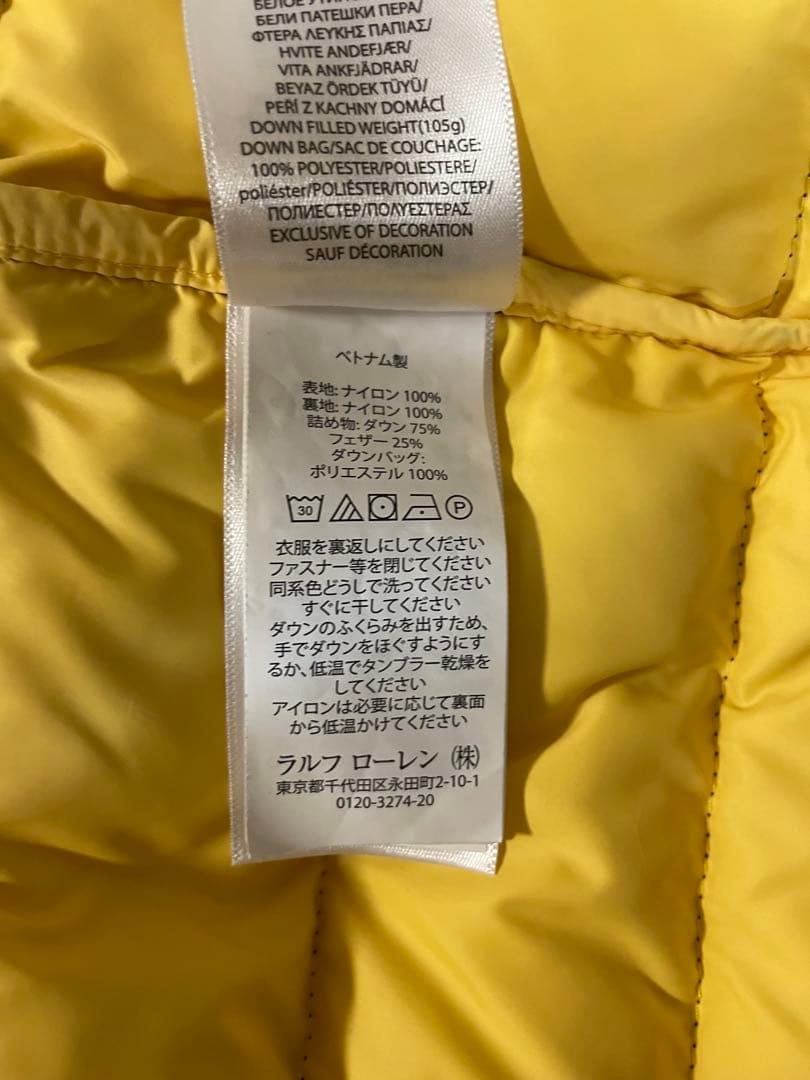 БЕЛИ ПАТЕШКИ ПЕРА/
ΦΤΕΡΑ ΛΕΥΚΗΣ ΠΑΠΙΑΣ/
HVITE ANDEFJÆR/
VITA ANKFJÄDRAR/
BEYAZ ÖRDEK TÜYÜ/
PEŘÍ Z KACHNY DOMÁCÍ
DOWN FILLED WEIGHT(105g)
DOWN BAG/SAC DE COUCHAGE:
100% POLYESTER/POLIESTERE/
poliéster/POLIÉSTER/ПОЛИЭСТЕР/
ПОЛИЕСТЕР/ΠΟΛΥΕΣΤΕΡΑΣ
EXCLUSIVE OF DECORATION
SAUF DÉCORATION
ベトナム製
表地: ナイロン 100%
裏地: ナイロン 100%
詰め物: ダウン 75%
フェザー 25%
ダウンバッグ:
ポリエステル 100%
30 P
衣服を裏返しにしてください
ファスナー等を閉じてください
同系色どうしで洗ってください
すぐに干してください
ダウンのふくらみを出すため、
手でダウンをほぐすようにす
るか、低温でタンブラー乾燥を
してください
アイロンは必要に応じて裏面
から低温かけてください
ラルフ ローレン (株)
東京都千代田区永田町2-10-1
0120-3274-20